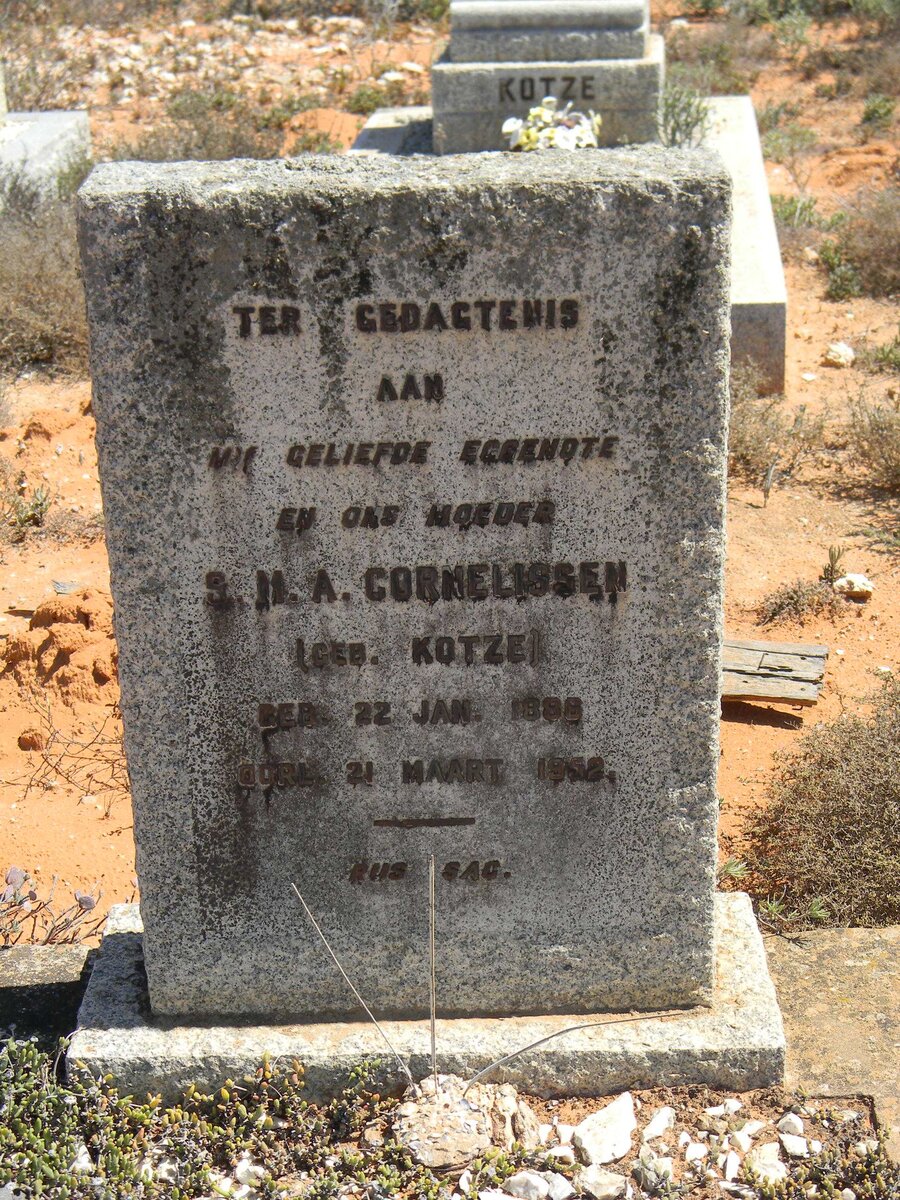 KOTZE
TER GEDAGTENIS
AAN
MIJ GELIEFDE EGGENOTE
EN ONS MOEDER
S. M. A. CORNELISSEN.
(GEB. KOTZE)
GEB. 22 JAN. 1886
OORL. 21 MAART 1952.
RUS SAG.